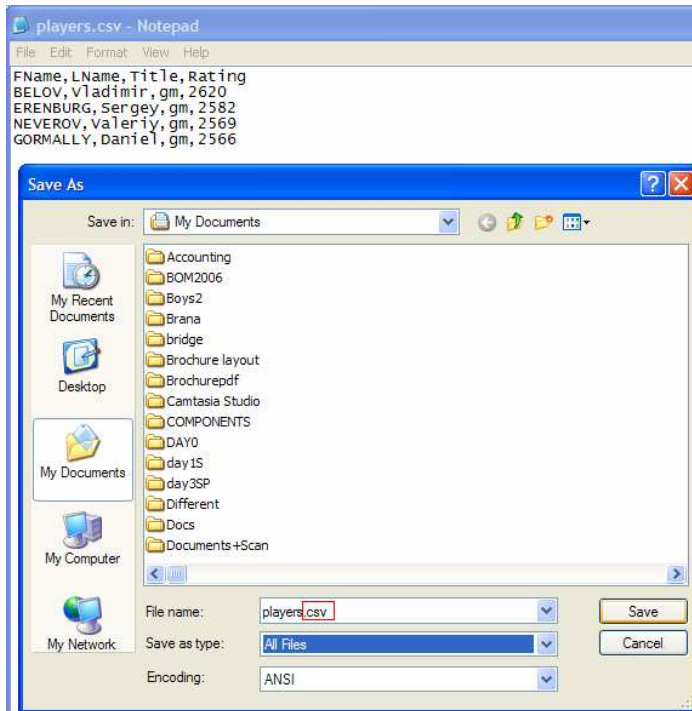 players.csv - Notepad
File Edit Format View Help
FName,LName,Title,Rating
BELOV,Vladimir,gm,2620
ERENBURG,Sergey,gm,2582
NEVEROV,Valeriy,gm,2569
GORMALLY,Daniel,gm,2566
Save As
Save in: My Documents
My Recent Documents
Desktop
My Documents
My Computer
My Network
Accounting
BOM2006
Boys2
Brana
bridge
Brochure layout
Brochurepdf
Camtasia Studio
COMPONENTS
DAY0
day1S
day3SP
Different
Docs
Documents+Scan
File name: players.csv Save
Save as type: All Files Cancel
Encoding: ANSI